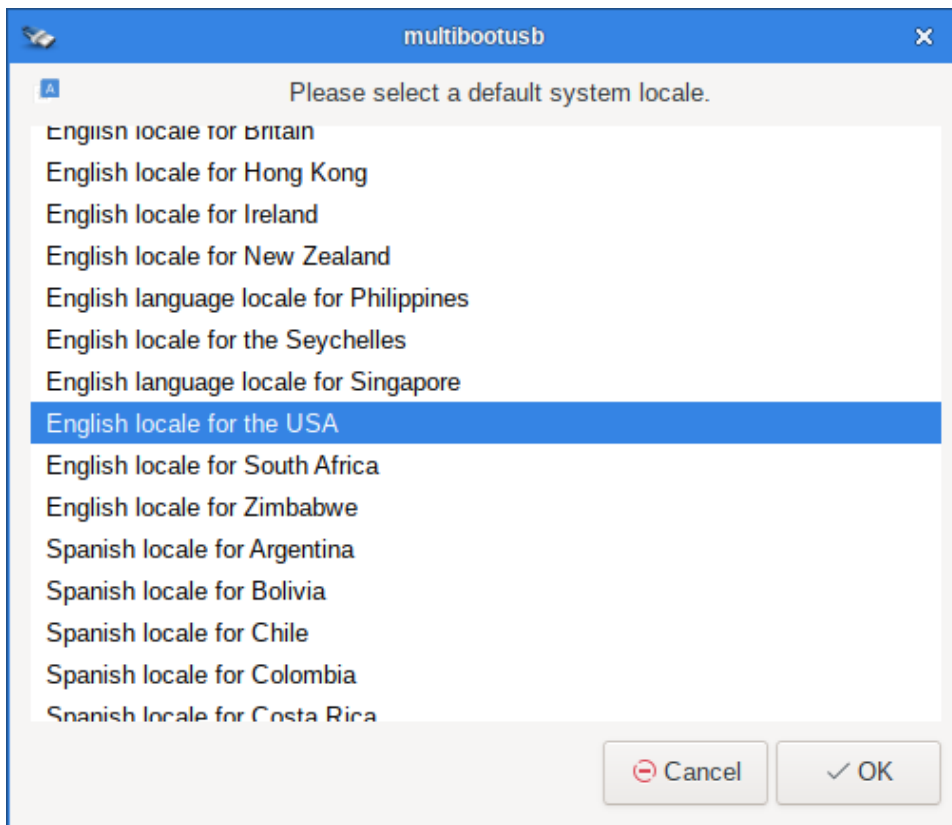 multibootusb
A
Please select a default system locale.
English locale for Britain
English locale for Hong Kong
English locale for Ireland
English locale for New Zealand
English language locale for Philippines
English locale for the Seychelles
English language locale for Singapore
English locale for the USA
English locale for South Africa
English locale for Zimbabwe
Spanish locale for Argentina
Spanish locale for Bolivia
Spanish locale for Chile
Spanish locale for Colombia
Spanish locale for Costa Rica
Cancel
OK